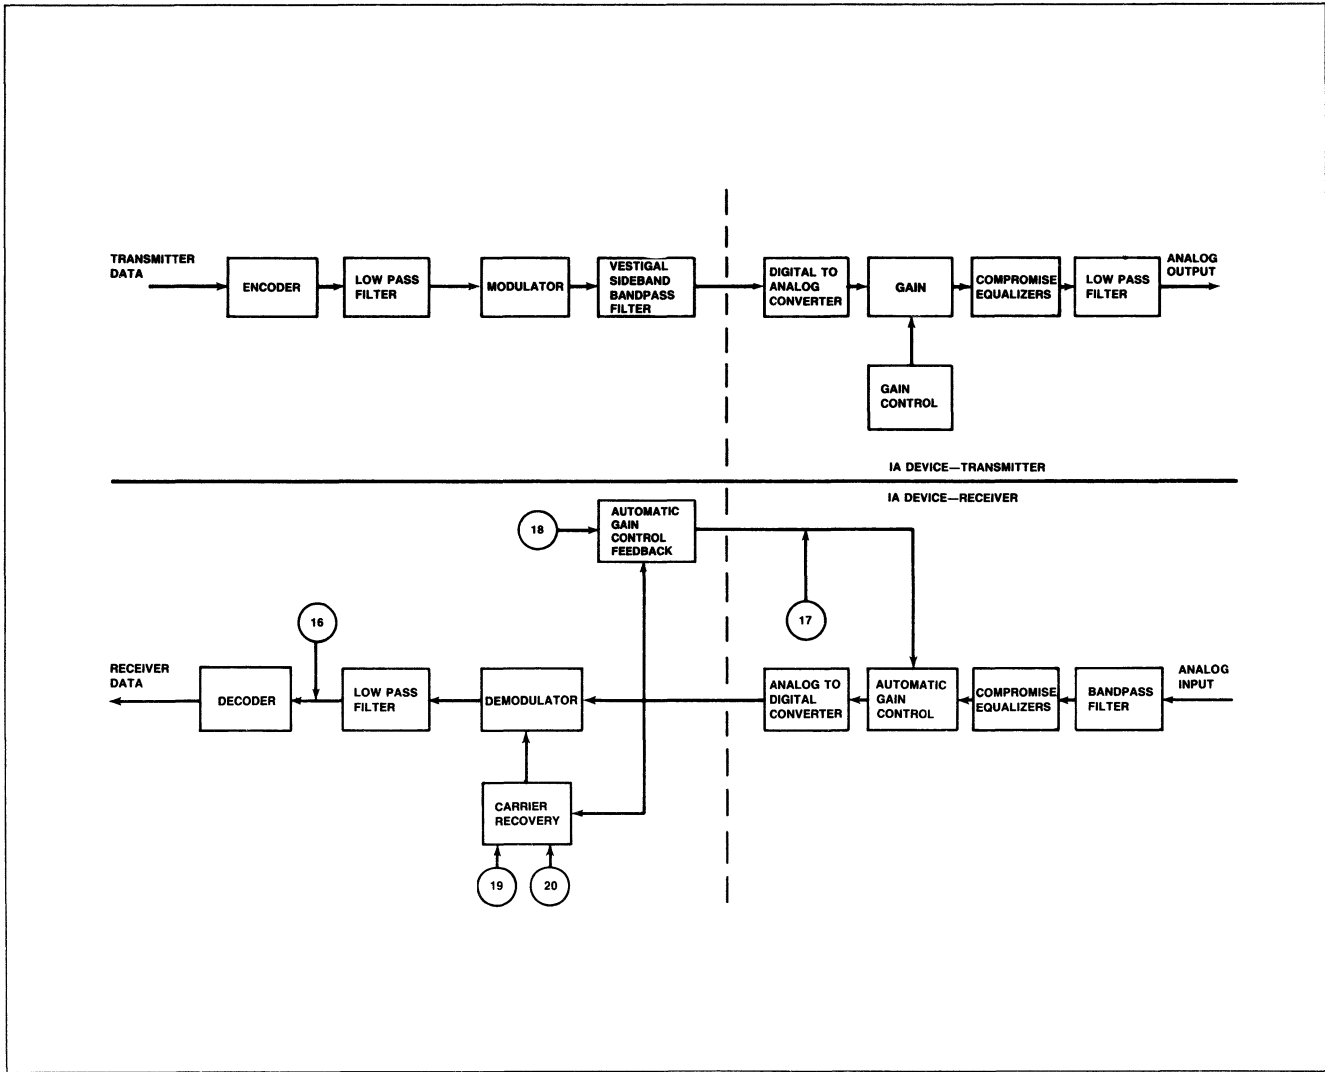 TRANSMITTER
DATA
ENCODER
LOW PASS
FILTER
MODULATOR
VESTIGAL
SIDEBAND
BANDPASS
FILTER
DIGITAL TO
ANALOG
CONVERTER
GAIN
COMPROMISE
EQUALIZERS
LOW PASS
FILTER
ANALOG
OUTPUT
GAIN
CONTROL
IA DEVICE—TRANSMITTER
IA DEVICE—RECEIVER
18
AUTOMATIC
GAIN
CONTROL
FEEDBACK
17
16
RECEIVER
DATA
DECODER
LOW PASS
FILTER
DEMODULATOR
ANALOG TO
DIGITAL
CONVERTER
AUTOMATIC
GAIN
CONTROL
COMPROMISE
EQUALIZERS
BANDPASS
FILTER
ANALOG
INPUT
CARRIER
RECOVERY
19
20